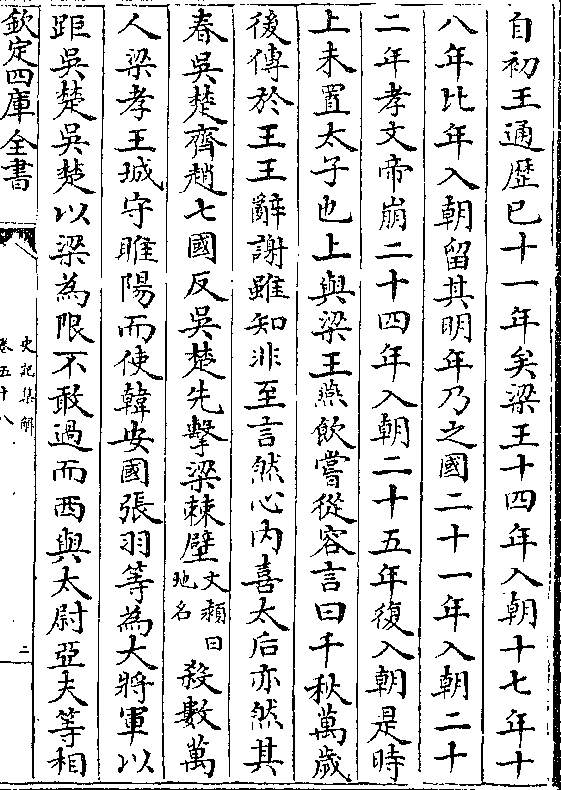 自初王通歴已十一年矣梁王十四年入朝十七年十
八年比年入朝留其明年乃之國二十一年入朝二十
二年孝文帝崩二十四年入朝二十五年復入朝是時
上未置太子也上與梁王燕飲嘗從容言曰千秋萬歲
後傳於王王辭謝雖知非至言然心内喜太后亦然其
春吳楚齊趙七國反吳楚先擊梁棘壁文穎曰地名殺數萬
人梁孝王城守睢陽而使韓安國張羽等為大將軍以
距吳楚吳楚以梁為限不敢過而西與太尉亞夫等相
欽定四庫全書
史記集解
卷五十八
二